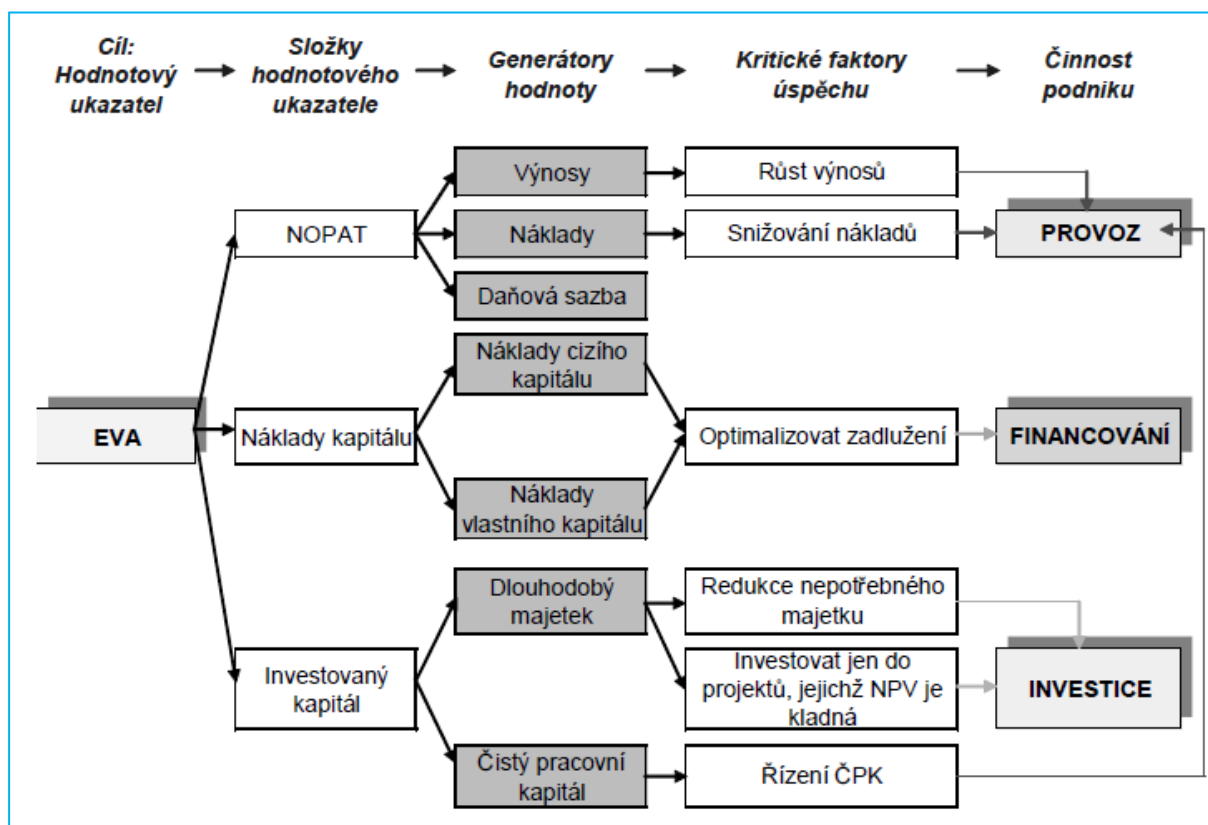 Cíl:
Hodnotový
ukazatel
Složky
hodnotového
ukazatele
Generátory
hodnoty
Kritické faktory
úspěchu
Činnost
podniku
Výnosy
Růst výnosů
NOPAT
Náklady
Snižování nákladů
PROVOZ
Daňová sazba
Náklady cizího
kapitálu
EVA
Náklady kapitálu
Optimalizovat zadlužení
FINANCOVÁNÍ
Náklady
vlastního kapitálu
Dlouhodobý
majetek
Redukce nepotřebného
majetku
Investovaný
kapitál
Investovat jen do
projektů, jejichž NPV je
kladná
INVESTICE
Čistý pracovní
kapitál
Řízení ČPK